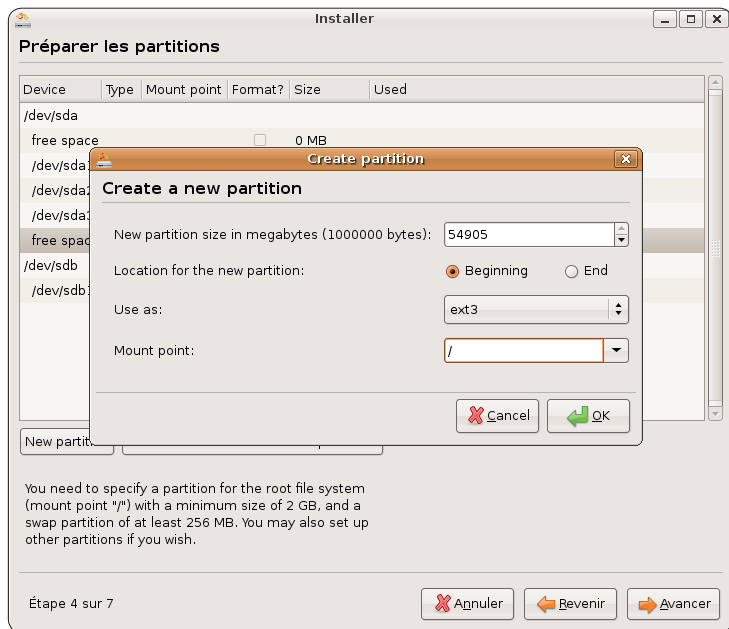 Installer
Préparer les partitions
Device Type Mount point Format? Size Used
/dev/sda
free space 0 MB
/dev/sda1
/dev/sda2
/dev/sda3
free spac
/dev/sdb
/dev/sdb1
Create partition
Create a new partition
New partition size in megabytes (1000000 bytes): 54905
Location for the new partition: Beginning End
Use as: ext3
Mount point: /
Cancel OK
New partit
You need to specify a partition for the root file system
(mount point "/") with a minimum size of 2 GB, and a
swap partition of at least 256 MB. You may also set up
other partitions if you wish.
Étape 4 sur 7 Annuler Revenir Avancer